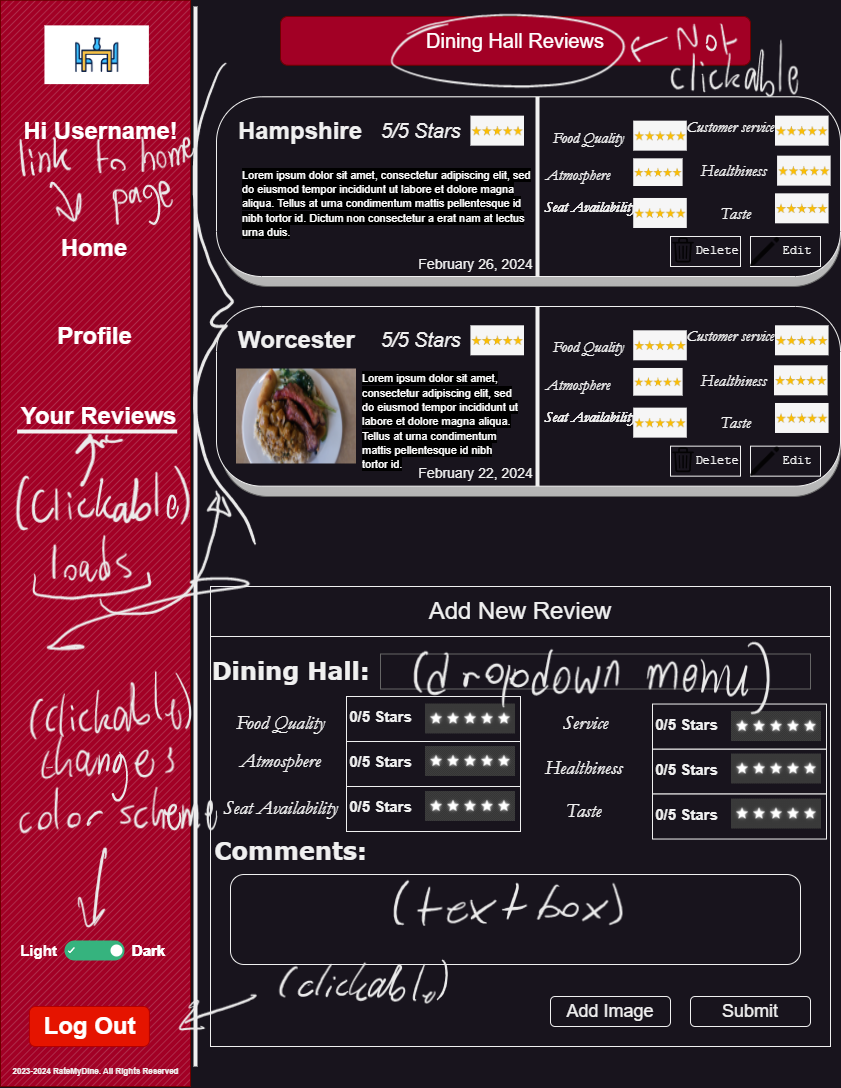 Hi Username!
link to home
page
Home
Profile
Your Reviews
(Clickable)
loads
(clickable)
changes
color scheme
Light
Dark
Log Out
2023-2024 RateMyDine. All Rights Reserved
Dining Hall Reviews
Not
clickable
Hampshire 5/5 Stars
Lorem ipsum dolor sit amet, consectetur adipiscing elit, sed
do eiusmod tempor incididunt ut labore et dolore magna
aliqua. Tellus at urna condimentum mattis pellentesque id
nibh tortor id. Dictum non consectetur a erat nam at lectus
urna duis.
February 26, 2024
Food Quality Customer service
Atmosphere Healthiness
Seat Availability Taste
Delete Edit
Worcester 5/5 Stars
Lorem ipsum dolor sit amet,
consectetur adipiscing elit, sed
do eiusmod tempor incididunt ut
labore et dolore magna aliqua.
Tellus at urna condimentum
mattis pellentesque id nibh
tortor id.
February 22, 2024
Food Quality Customer service
Atmosphere Healthiness
Seat Availability Taste
Delete Edit
Add New Review
Dining Hall: (dropdown menu)
Food Quality 0/5 Stars Service 0/5 Stars
Atmosphere 0/5 Stars Healthiness 0/5 Stars
Seat Availability 0/5 Stars Taste 0/5 Stars
Comments:
(text box)
(clickable)
Add Image Submit